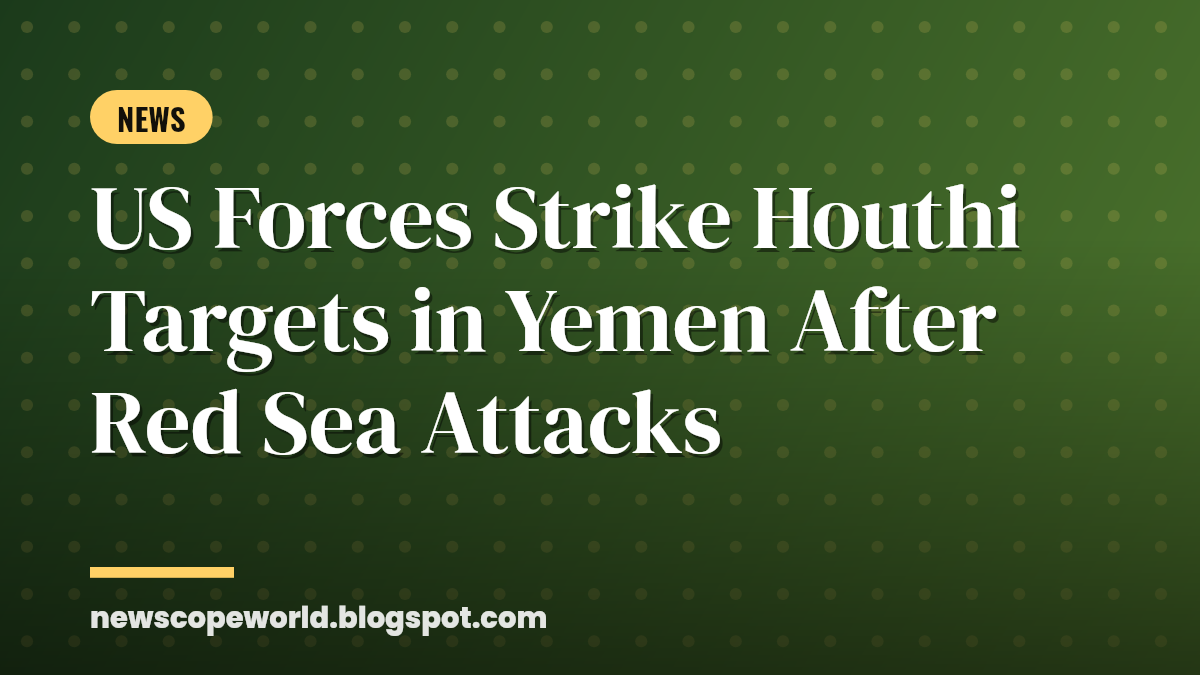 NEWS
US Forces Strike Houthi
Targets in Yemen After
Red Sea Attacks
newscopeworld.blogspot.com